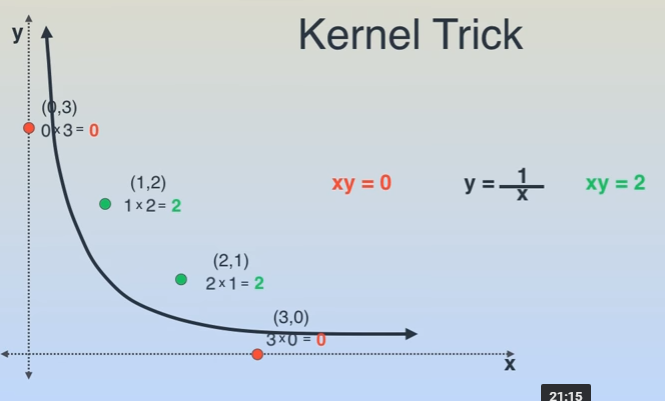 Kernel Trick
y
(0,3)
0×3 = 0
(1,2)
1×2= 2
xy = 0
y = 1/x
xy = 2
(2,1)
2×1 = 2
(3,0)
3×0 = 0
x
21:15